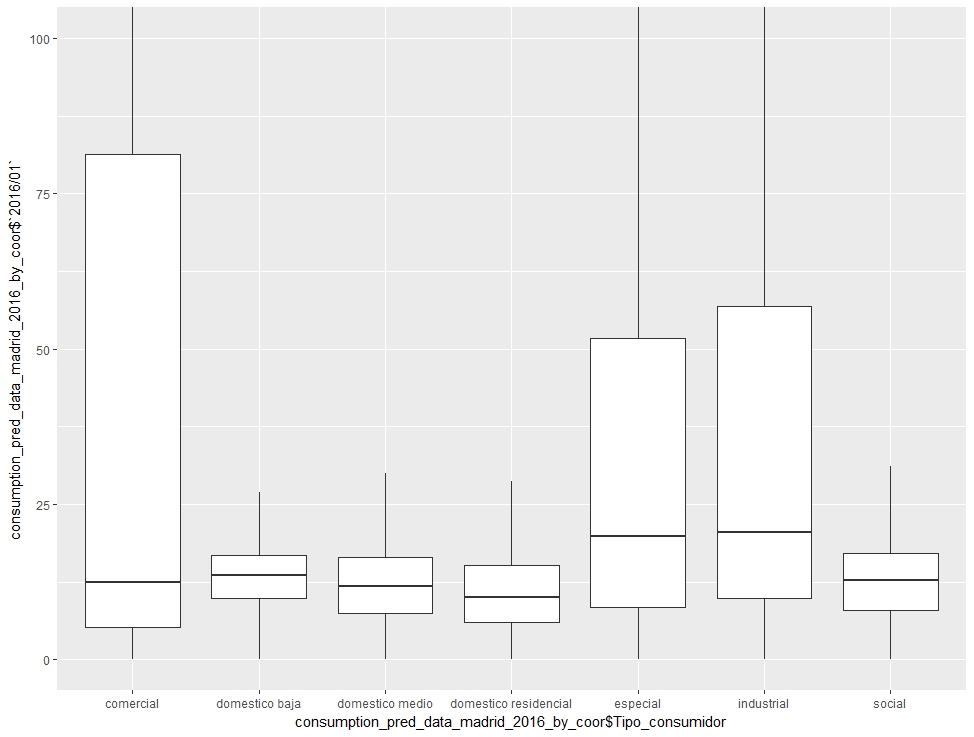 consumption_pred_data_madrid_2016_by_coor$`2016/01`
100
75
50
25
0
comercial domestico baja domestico medio domestico residencial especial industrial social
consumption_pred_data_madrid_2016_by_coor$Tipo_consumidor